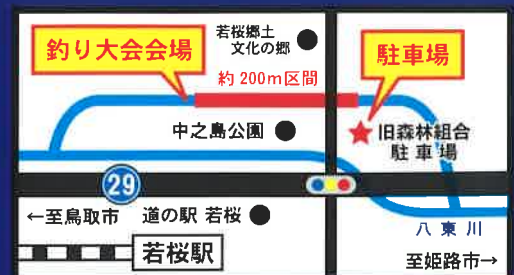 若桜郷土
文化の郷
釣り大会会場
駐車場
約200m区間
中之島公園
旧森林組合
駐車場
29
←至鳥取市
道の駅 若桜
八東川
若桜駅
至姫路市→